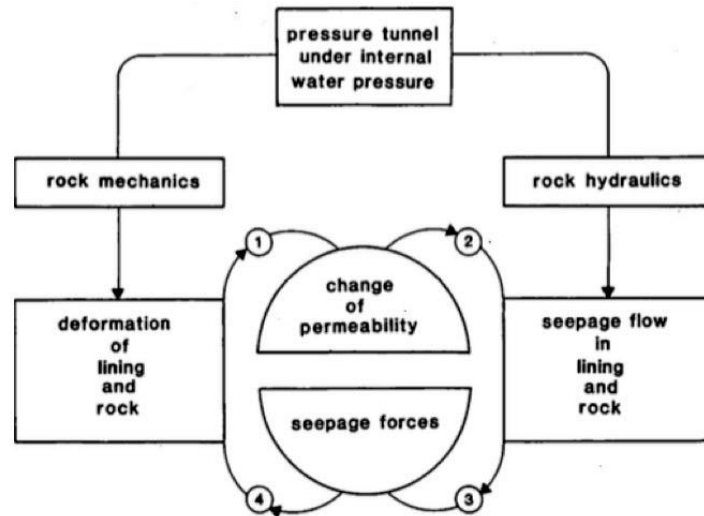 pressure tunnel
under internal
water pressure
rock mechanics
rock hydraulics
1
2
change
of
permeability
deformation
of
lining
and
rock
seepage flow
in
lining
and
rock
seepage forces
4
3